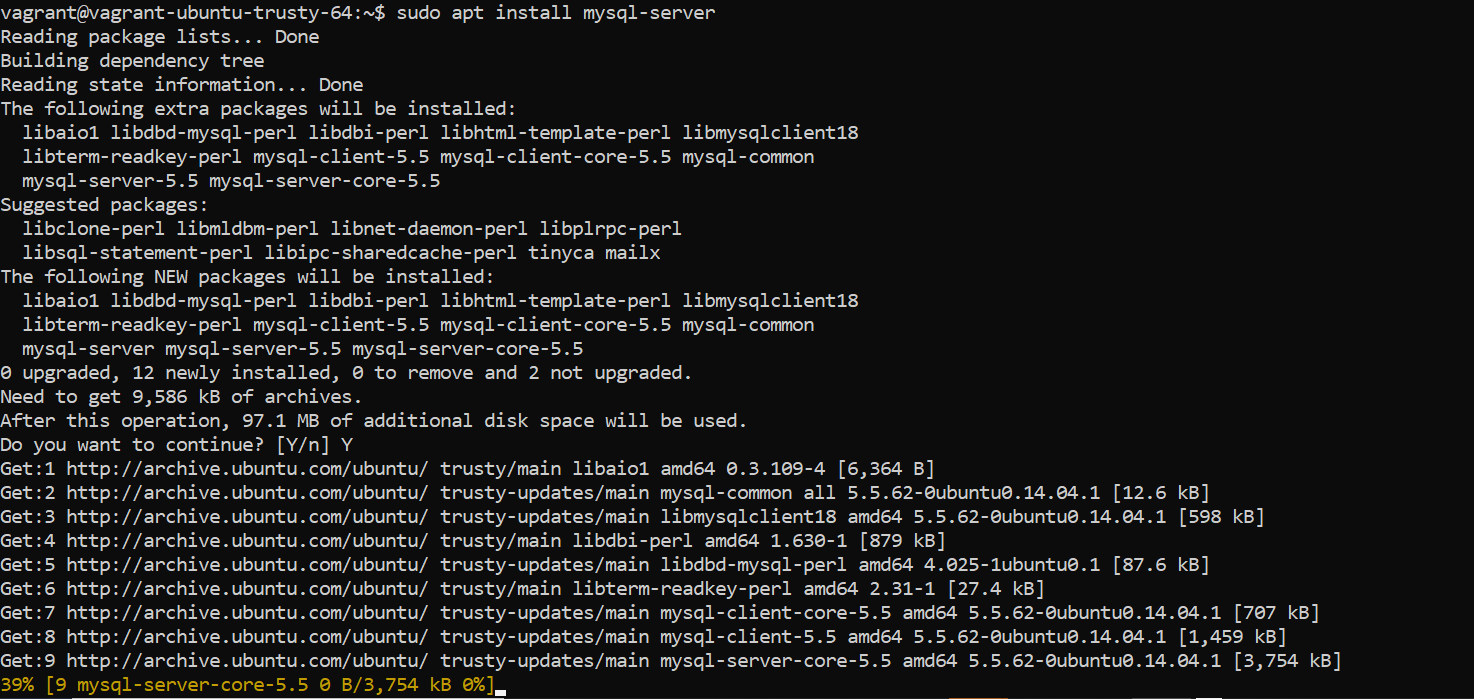 vagrant@vagrant-ubuntu-trusty-64:~$ sudo apt install mysql-server
Reading package lists... Done
Building dependency tree
Reading state information... Done
The following extra packages will be installed:
  libaio1 libdbd-mysql-perl libdbi-perl libhtml-template-perl libmysqlclient18
  libterm-readkey-perl mysql-client-5.5 mysql-client-core-5.5 mysql-common
  mysql-server-5.5 mysql-server-core-5.5
Suggested packages:
  libclone-perl libmldbm-perl libnet-daemon-perl libplrpc-perl
  libsql-statement-perl libipc-sharedcache-perl tinyca mailx
The following NEW packages will be installed:
  libaio1 libdbd-mysql-perl libdbi-perl libhtml-template-perl libmysqlclient18
  libterm-readkey-perl mysql-client-5.5 mysql-client-core-5.5 mysql-common
  mysql-server mysql-server-5.5 mysql-server-core-5.5
0 upgraded, 12 newly installed, 0 to remove and 2 not upgraded.
Need to get 9,586 kB of archives.
After this operation, 97.1 MB of additional disk space will be used.
Do you want to continue? [Y/n] Y
Get:1 http://archive.ubuntu.com/ubuntu/ trusty/main libaio1 amd64 0.3.109-4 [6,364 B]
Get:2 http://archive.ubuntu.com/ubuntu/ trusty-updates/main mysql-common all 5.5.62-0ubuntu0.14.04.1 [12.6 kB]
Get:3 http://archive.ubuntu.com/ubuntu/ trusty-updates/main libmysqlclient18 amd64 5.5.62-0ubuntu0.14.04.1 [598 kB]
Get:4 http://archive.ubuntu.com/ubuntu/ trusty/main libdbi-perl amd64 1.630-1 [879 kB]
Get:5 http://archive.ubuntu.com/ubuntu/ trusty-updates/main libdbd-mysql-perl amd64 4.025-1ubuntu0.1 [87.6 kB]
Get:6 http://archive.ubuntu.com/ubuntu/ trusty/main libterm-readkey-perl amd64 2.31-1 [27.4 kB]
Get:7 http://archive.ubuntu.com/ubuntu/ trusty-updates/main mysql-client-core-5.5 amd64 5.5.62-0ubuntu0.14.04.1 [707 kB]
Get:8 http://archive.ubuntu.com/ubuntu/ trusty-updates/main mysql-client-5.5 amd64 5.5.62-0ubuntu0.14.04.1 [1,459 kB]
Get:9 http://archive.ubuntu.com/ubuntu/ trusty-updates/main mysql-server-core-5.5 amd64 5.5.62-0ubuntu0.14.04.1 [3,754 kB]
39% [9 mysql-server-core-5.5 0 B/3,754 kB 0%]